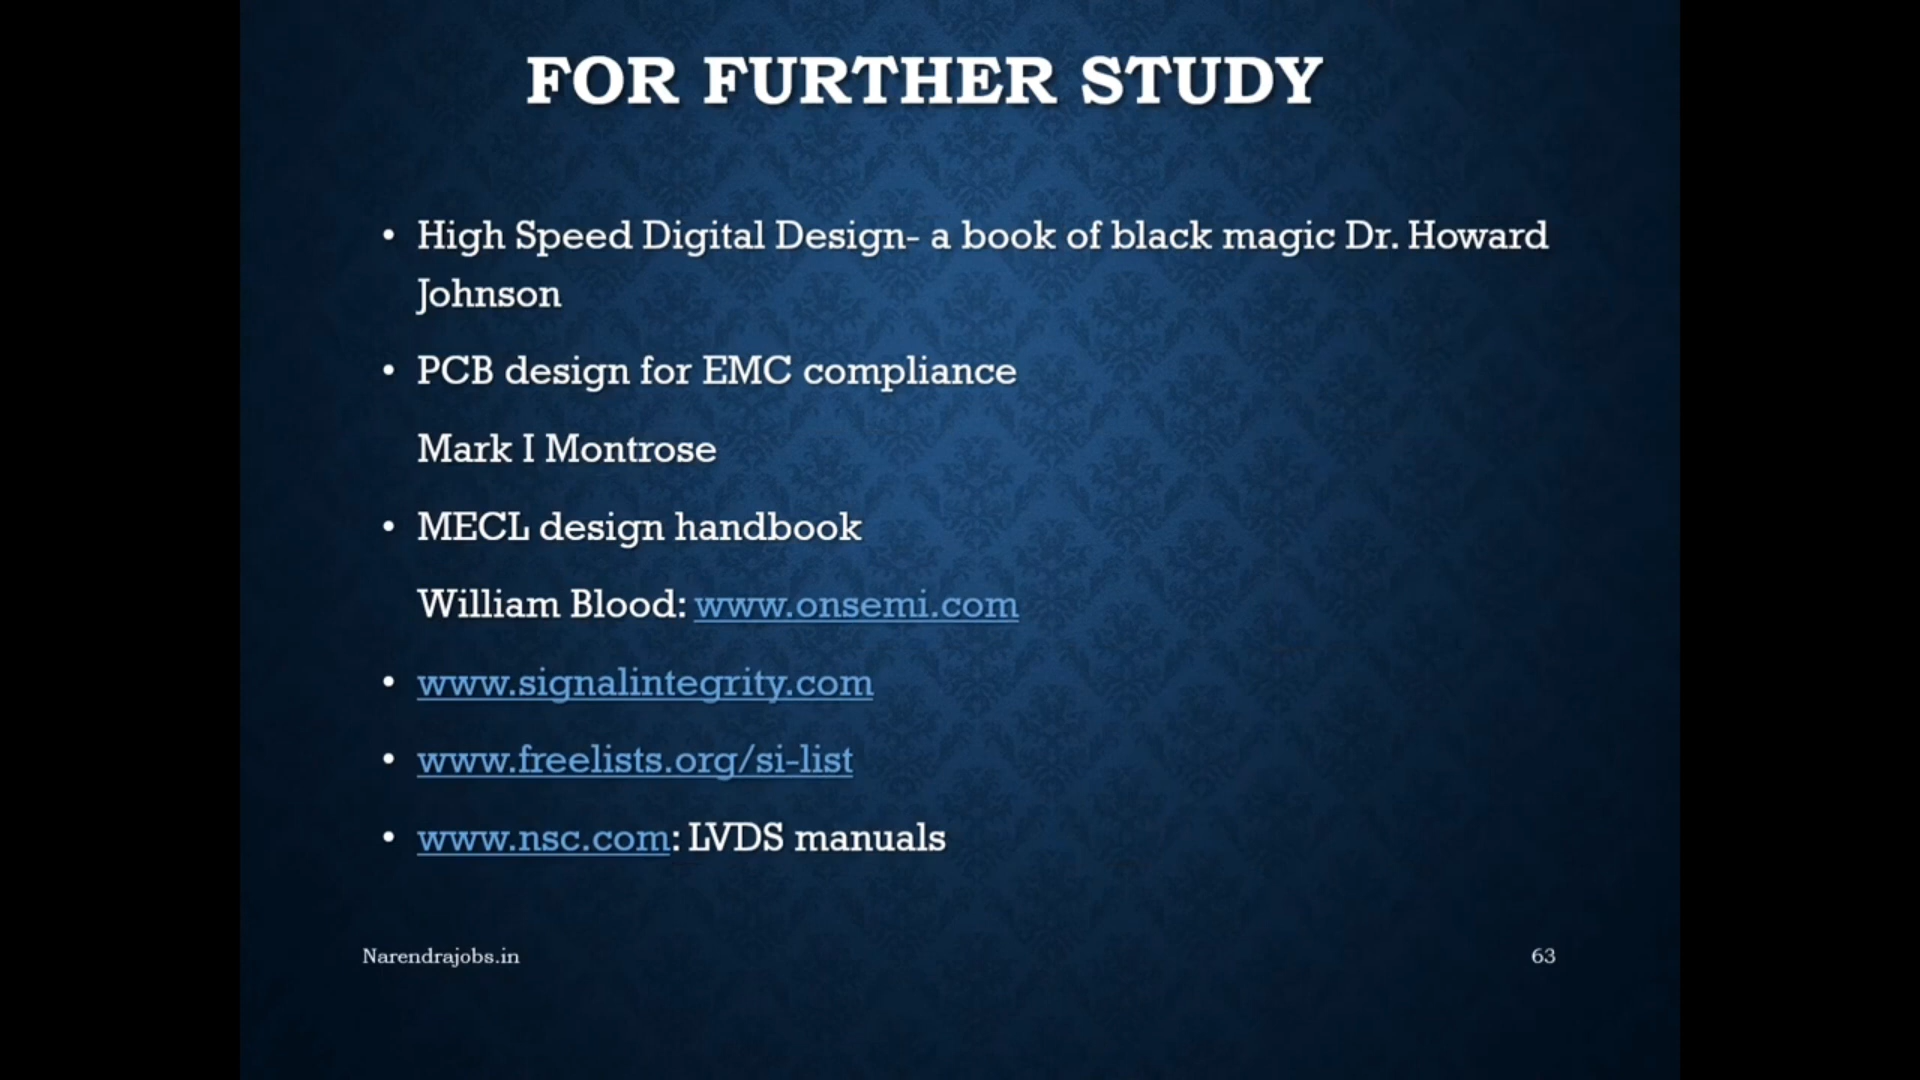 FOR FURTHER STUDY
• High Speed Digital Design- a book of black magic Dr. Howard
Johnson
• PCB design for EMC compliance
Mark I Montrose
• MECL design handbook
William Blood: www.onsemi.com
• www.signalintegrity.com
• www.freelists.org/si-list
• www.nsc.com: LVDS manuals
Narendrajobs.in
63